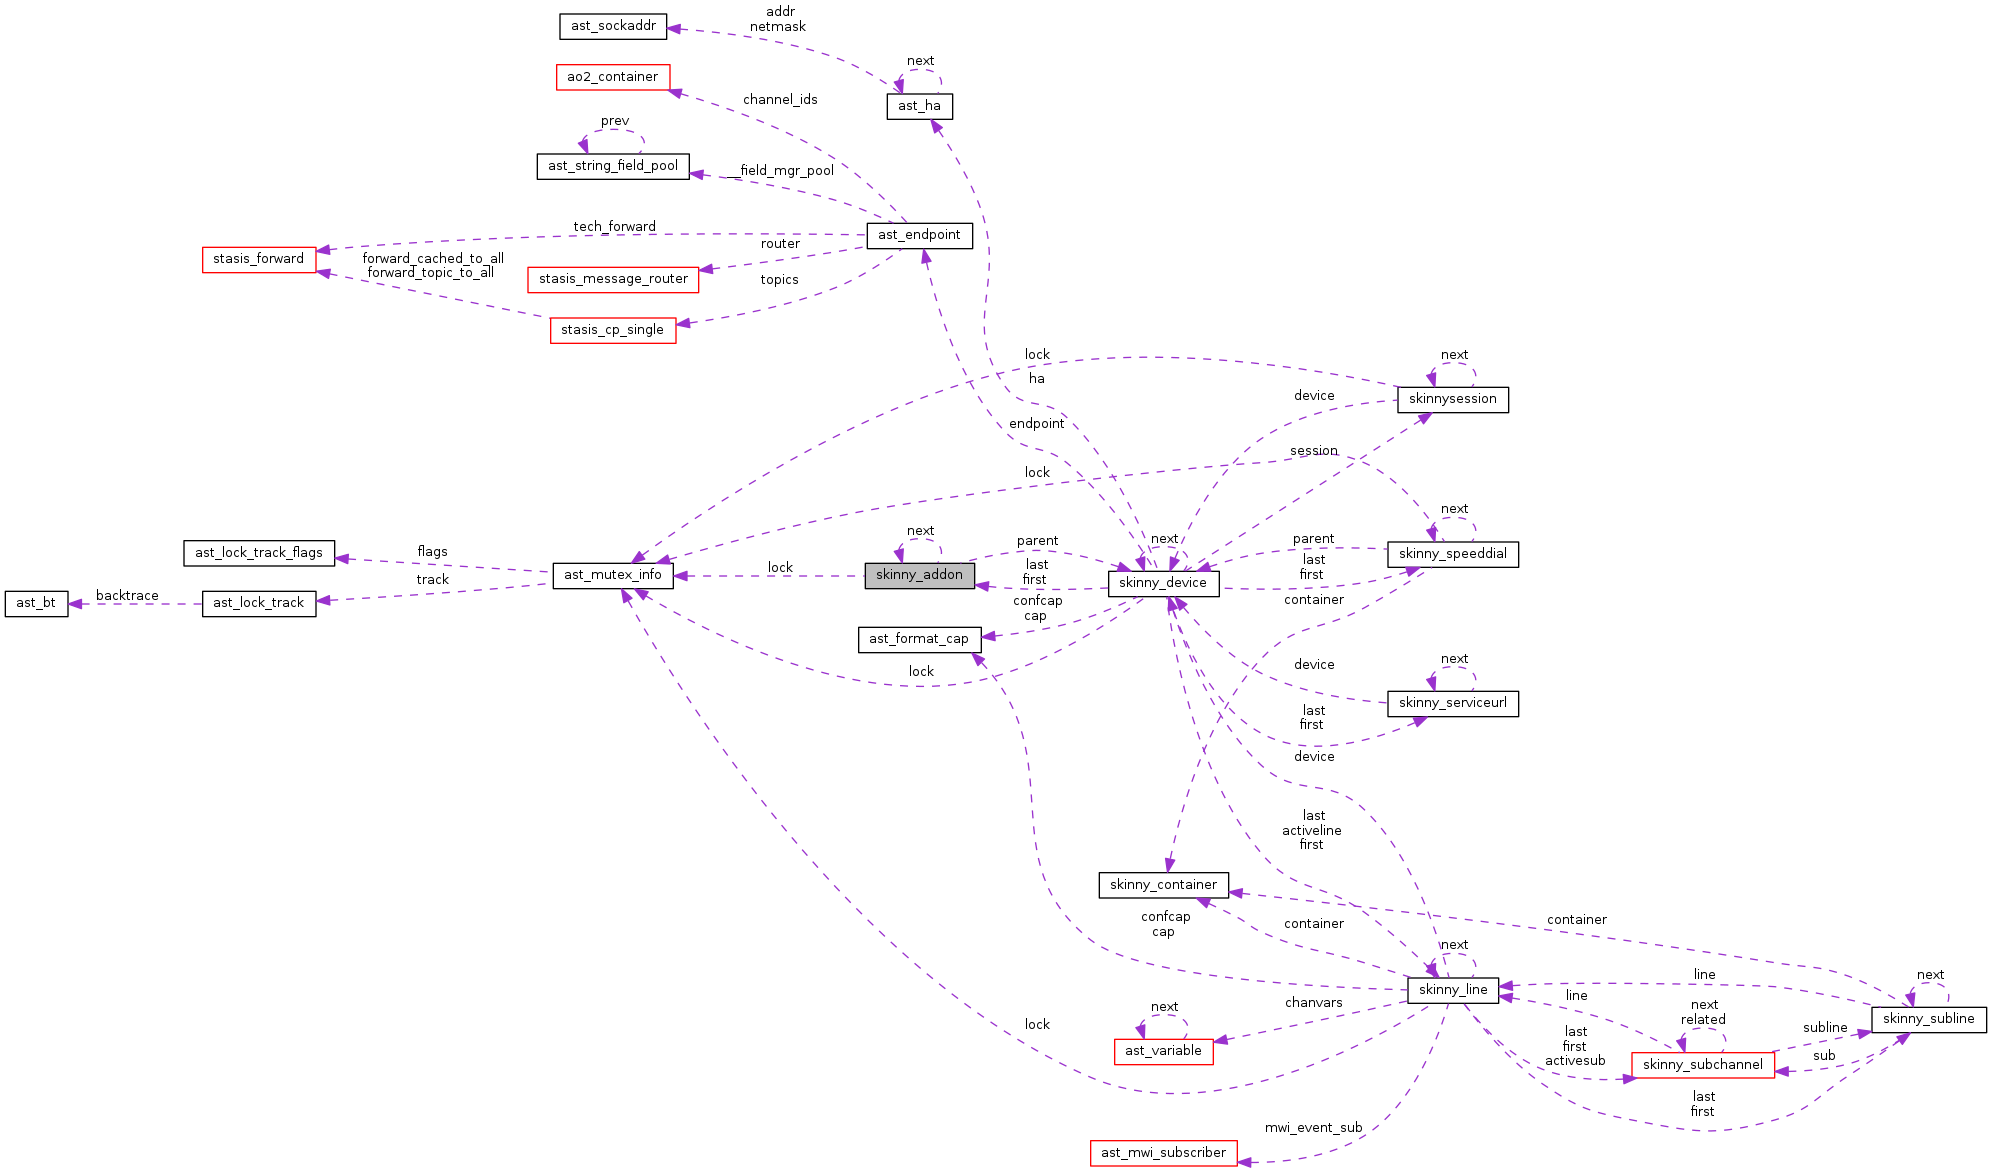 addr
netmask
ast_sockaddr
next
ao2_container
channel_ids
ast_ha
prev
ast_string_field_pool
__field_mgr_pool
tech_forward
ast_endpoint
router
stasis_forward
forward_cached_to_all
forward_topic_to_all
stasis_message_router
topics
stasis_cp_single
lock
next
ha
device
skinnysession
endpoint
session
lock
next
next
parent
next
parent
ast_lock_track_flags
flags
skinny_speeddial
last
first
last
first
lock
ast_mutex_info
skinny_addon
skinny_device
track
backtrace
ast_bt
ast_lock_track
confcap
cap
container
ast_format_cap
lock
device
next
skinny_serviceurl
last
first
device
last
activeline
first
skinny_container
confcap
cap
container
container
next
line
next
skinny_line
line
chanvars
next
next
related
skinny_subline
lock
ast_variable
last
first
activesub
subline
sub
skinny_subchannel
last
first
mwi_event_sub
ast_mwi_subscriber